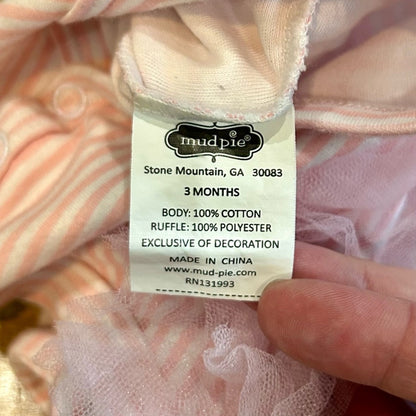 mudpie®
Stone Mountain, GA 30083
3 MONTHS
BODY: 100% COTTON
RUFFLE: 100% POLYESTER
EXCLUSIVE OF DECORATION
MADE IN CHINA
www.mud-pie.com
RN131993